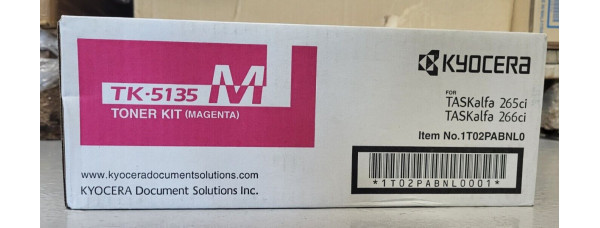 TK-5135 M
TONER KIT (MAGENTA)
www.kyoceradocumentsolutions.com
KYOCERA Document Solutions Inc.
KYOCERA
FOR
TASKalfa 265ci
TASKalfa 266ci
Item No.1T02PABNL0
*1T02PABNL0001*